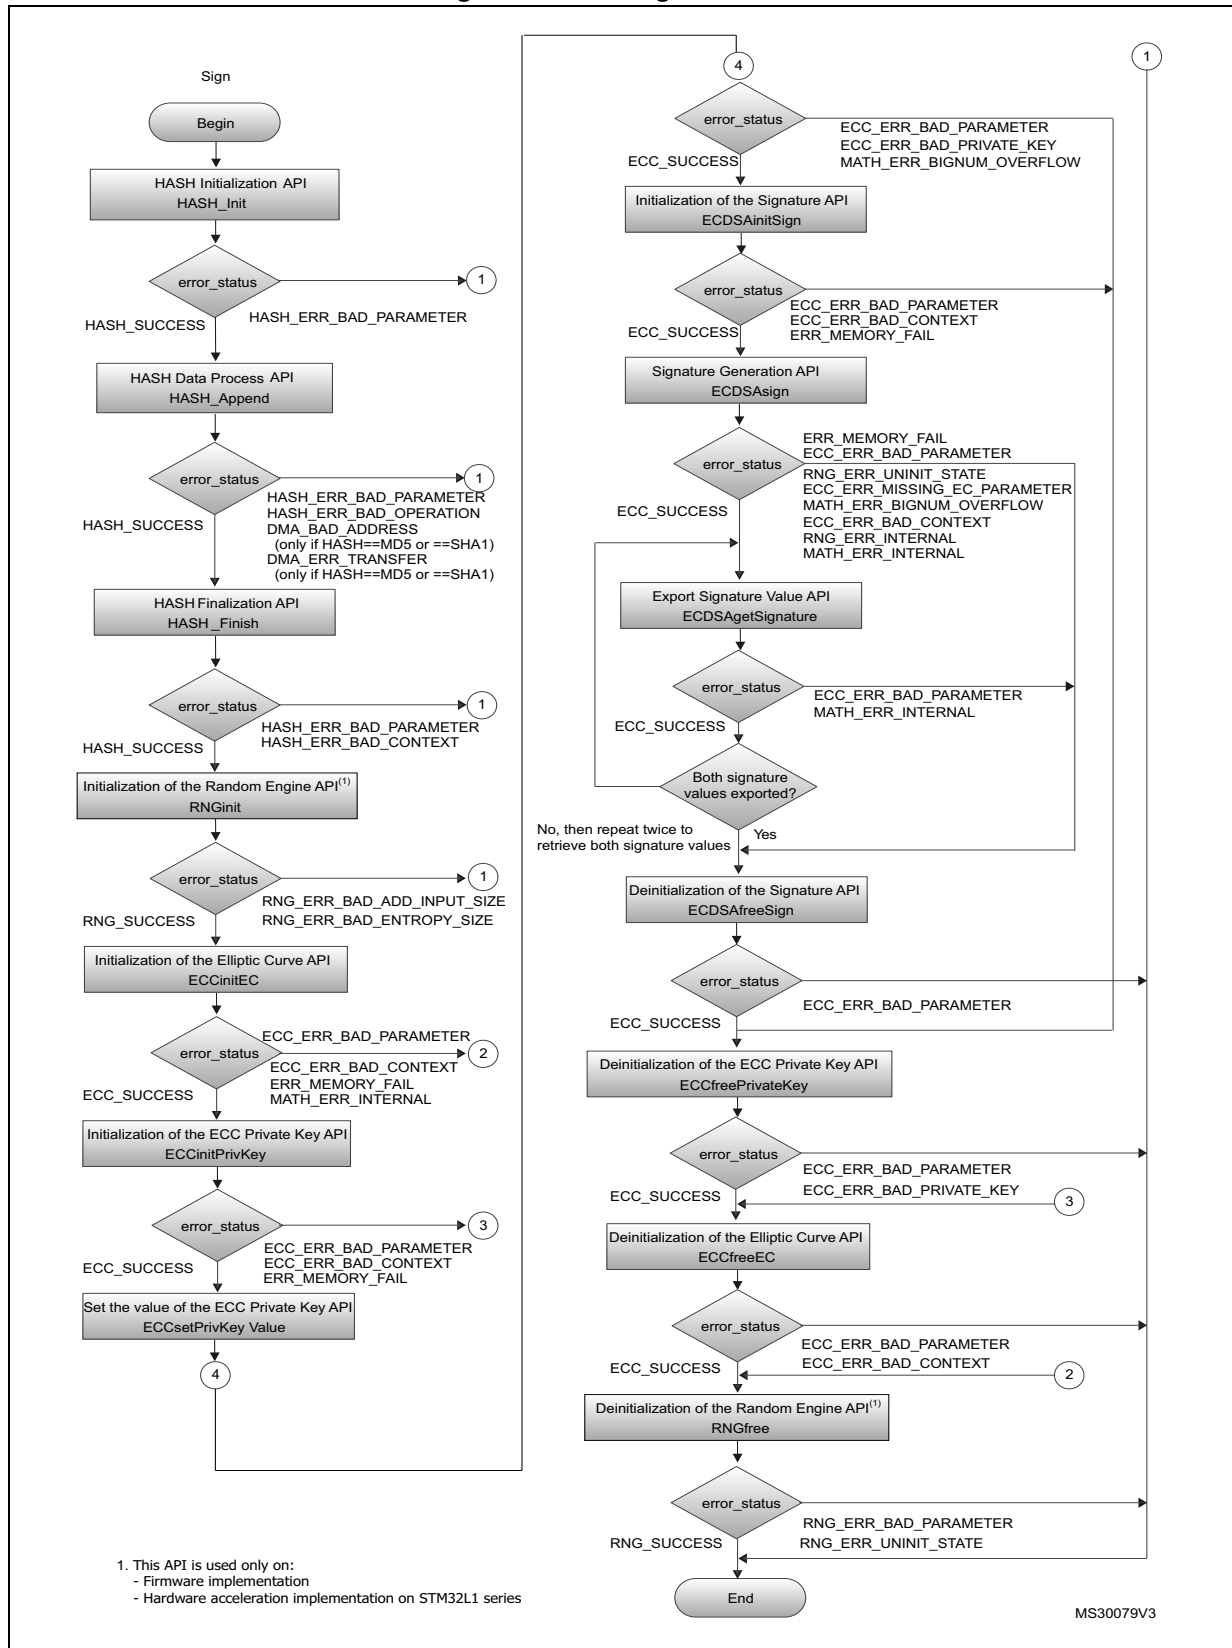 Sign
Begin
HASH Initialization API
HASH_Init
error_status
1
HASH_SUCCESS
HASH_ERR_BAD_PARAMETER
HASH Data Process API
HASH_Append
error_status
1
HASH_ERR_BAD_PARAMETER
HASH_ERR_BAD_OPERATION
HASH_SUCCESS
DMA_BAD_ADDRESS
(only if HASH==MD5 or ==SHA1)
DMA_ERR_TRANSFER
(only if HASH==MD5 or ==SHA1)
HASH Finalization API
HASH _Finish
error_status
1
HASH_ERR_BAD_PARAMETER
HASH_ERR_BAD_CONTEXT
HASH_SUCCESS
Initialization of the Random Engine API(1)
RNGinit
error_status
1
RNG_ERR_BAD_ADD_INPUT_SIZE
RNG_SUCCESS
RNG_ERR_BAD_ENTROPY_SIZE
Initialization of the Elliptic Curve API
ECCinitEC
ECC_ERR_BAD_PARAMETER
error_status
2
ECC_ERR_BAD_CONTEXT
ERR_MEMORY_FAIL
ECC_SUCCESS
MATH_ERR_INTERNAL
Initialization of the ECC Private Key API
ECCinitPrivKey
error_status
3
ECC_ERR_BAD_PARAMETER
ECC_ERR_BAD_CONTEXT
ECC_SUCCESS
ERR_MEMORY_FAIL
Set the value of the ECC Private Key API
ECCsetPrivKey Value
4
4
1
error_status
ECC_ERR_BAD_PARAMETER
ECC_ERR_BAD_PRIVATE_KEY
ECC_SUCCESS
MATH_ERR_BIGNUM_OVERFLOW
Initialization of the Signature API
ECDSAinitSign
error_status
ECC_ERR_BAD_PARAMETER
ECC_ERR_BAD_CONTEXT
ECC_SUCCESS
ERR_MEMORY_FAIL
Signature Generation API
ECDSAsign
ERR_MEMORY_FAIL
ECC_ERR_BAD_PARAMETER
error_status
RNG_ERR_UNINIT_STATE
ECC_ERR_MISSING_EC_PARAMETER
MATH_ERR_BIGNUM_OVERFLOW
ECC_SUCCESS
ECC_ERR_BAD_CONTEXT
RNG_ERR_INTERNAL
MATH_ERR_INTERNAL
Export Signature Value API
ECDSAgetSignature
error_status
ECC_ERR_BAD_PARAMETER
MATH_ERR_INTERNAL
ECC_SUCCESS
Both signature
values exported?
No, then repeat twice to
retrieve both signature values
Yes
Deinitialization of the Signature API
ECDSAfreeSign
error_status
ECC_ERR_BAD_PARAMETER
ECC_SUCCESS
Deinitialization of the ECC Private Key API
ECCfreePrivateKey
error_status
ECC_ERR_BAD_PARAMETER
ECC_SUCCESS
ECC_ERR_BAD_PRIVATE_KEY
3
Deinitialization of the Elliptic Curve API
ECCfreeEC
error_status
ECC_ERR_BAD_PARAMETER
ECC_SUCCESS
ECC_ERR_BAD_CONTEXT
2
Deinitialization of the Random Engine API(1)
RNGfree
error_status
RNG_ERR_BAD_PARAMETER
RNG_SUCCESS
RNG_ERR_UNINIT_STATE
End
1. This API is used only on:
- Firmware implementation
- Hardware acceleration implementation on STM32L1 series
MS30079V3